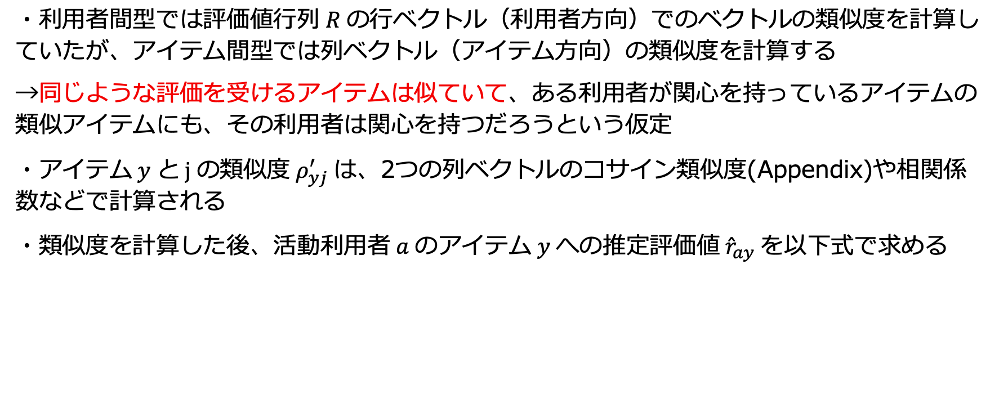 ・利用者間型では評価値行列 R の行ベクトル（利用者方向）でのベクトルの類似度を計算し
ていたが、アイテム間型では列ベクトル（アイテム方向）の類似度を計算する
→同じような評価を受けるアイテムは似ていて、ある利用者が関心を持っているアイテムの
類似アイテムにも、その利用者は関心を持つだろうという仮定
・アイテム y と j の類似度 ρ′yj は、2つの列ベクトルのコサイン類似度(Appendix)や相関係
数などで計算される
・類似度を計算した後、活動利用者 a のアイテム y への推定評価値 r̂ay を以下式で求める